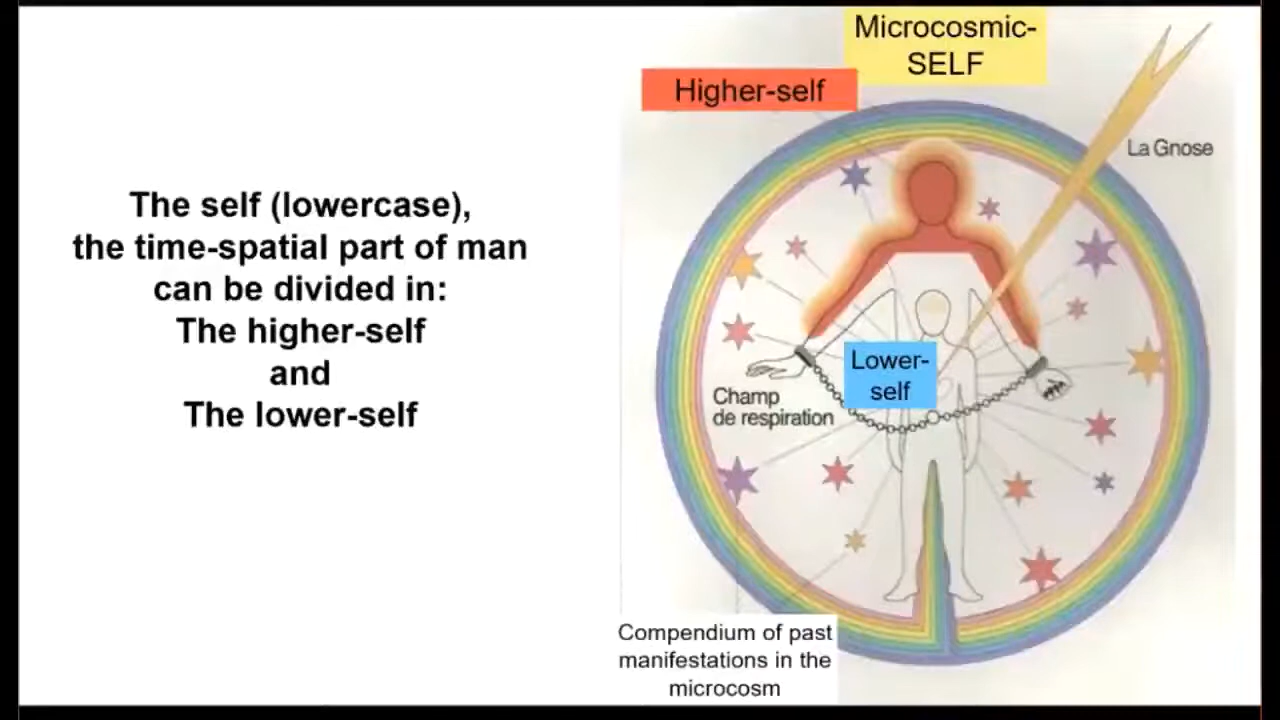 The self (lowercase),
the time-spatial part of man
can be divided in:
The higher-self
and
The lower-self
Microcosmic-
SELF
Higher-self
La Gnose
Lower-
self
Champ
de respiration
Compendium of past
manifestations in the
microcosm